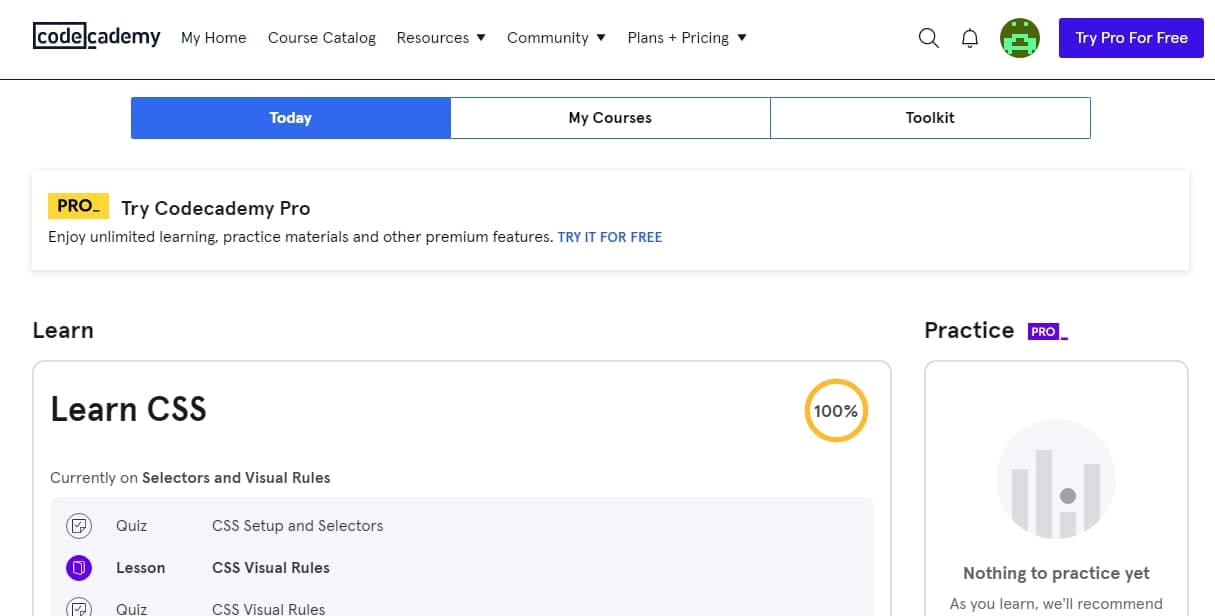 codecademy My Home Course Catalog Resources ▼ Community ▼ Plans + Pricing ▼ Try Pro For Free
Today My Courses Toolkit
PRO_ Try Codecademy Pro
Enjoy unlimited learning, practice materials and other premium features. TRY IT FOR FREE
Learn
Learn CSS
100%
Currently on Selectors and Visual Rules
Quiz CSS Setup and Selectors
Lesson CSS Visual Rules
Quiz CSS Visual Rules
Practice PRO_
Nothing to practice yet
As you learn, we'll recommend